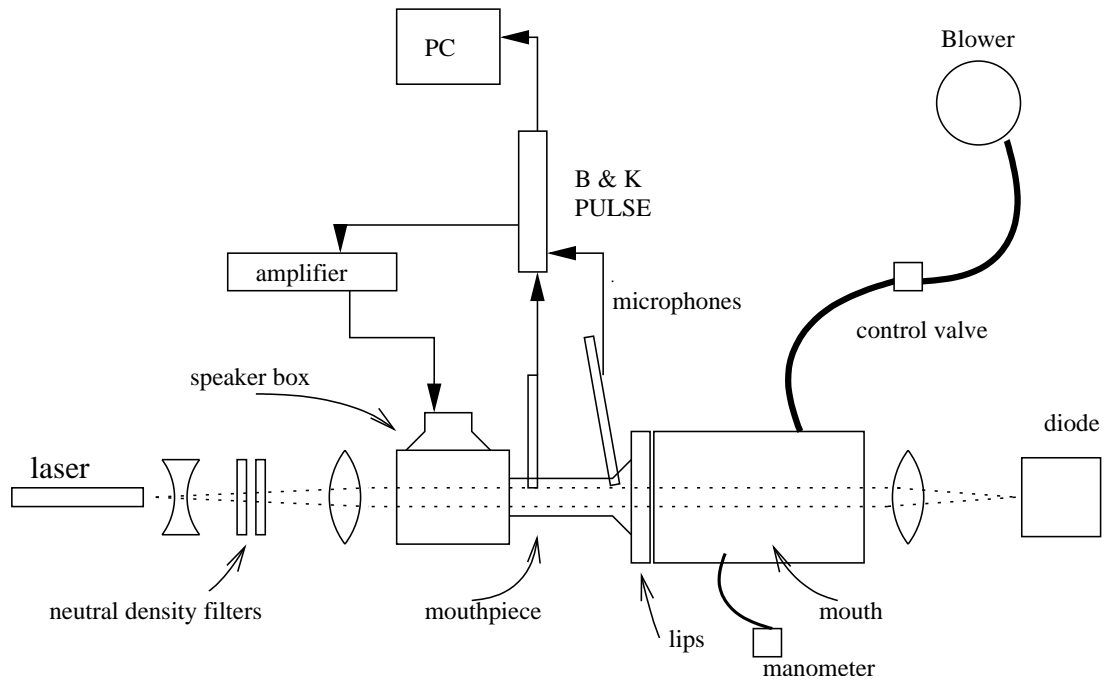 Blower
PC
B & K
PULSE
amplifier
microphones
control valve
speaker box
diode
laser
neutral density filters
mouthpiece
mouth
lips
manometer